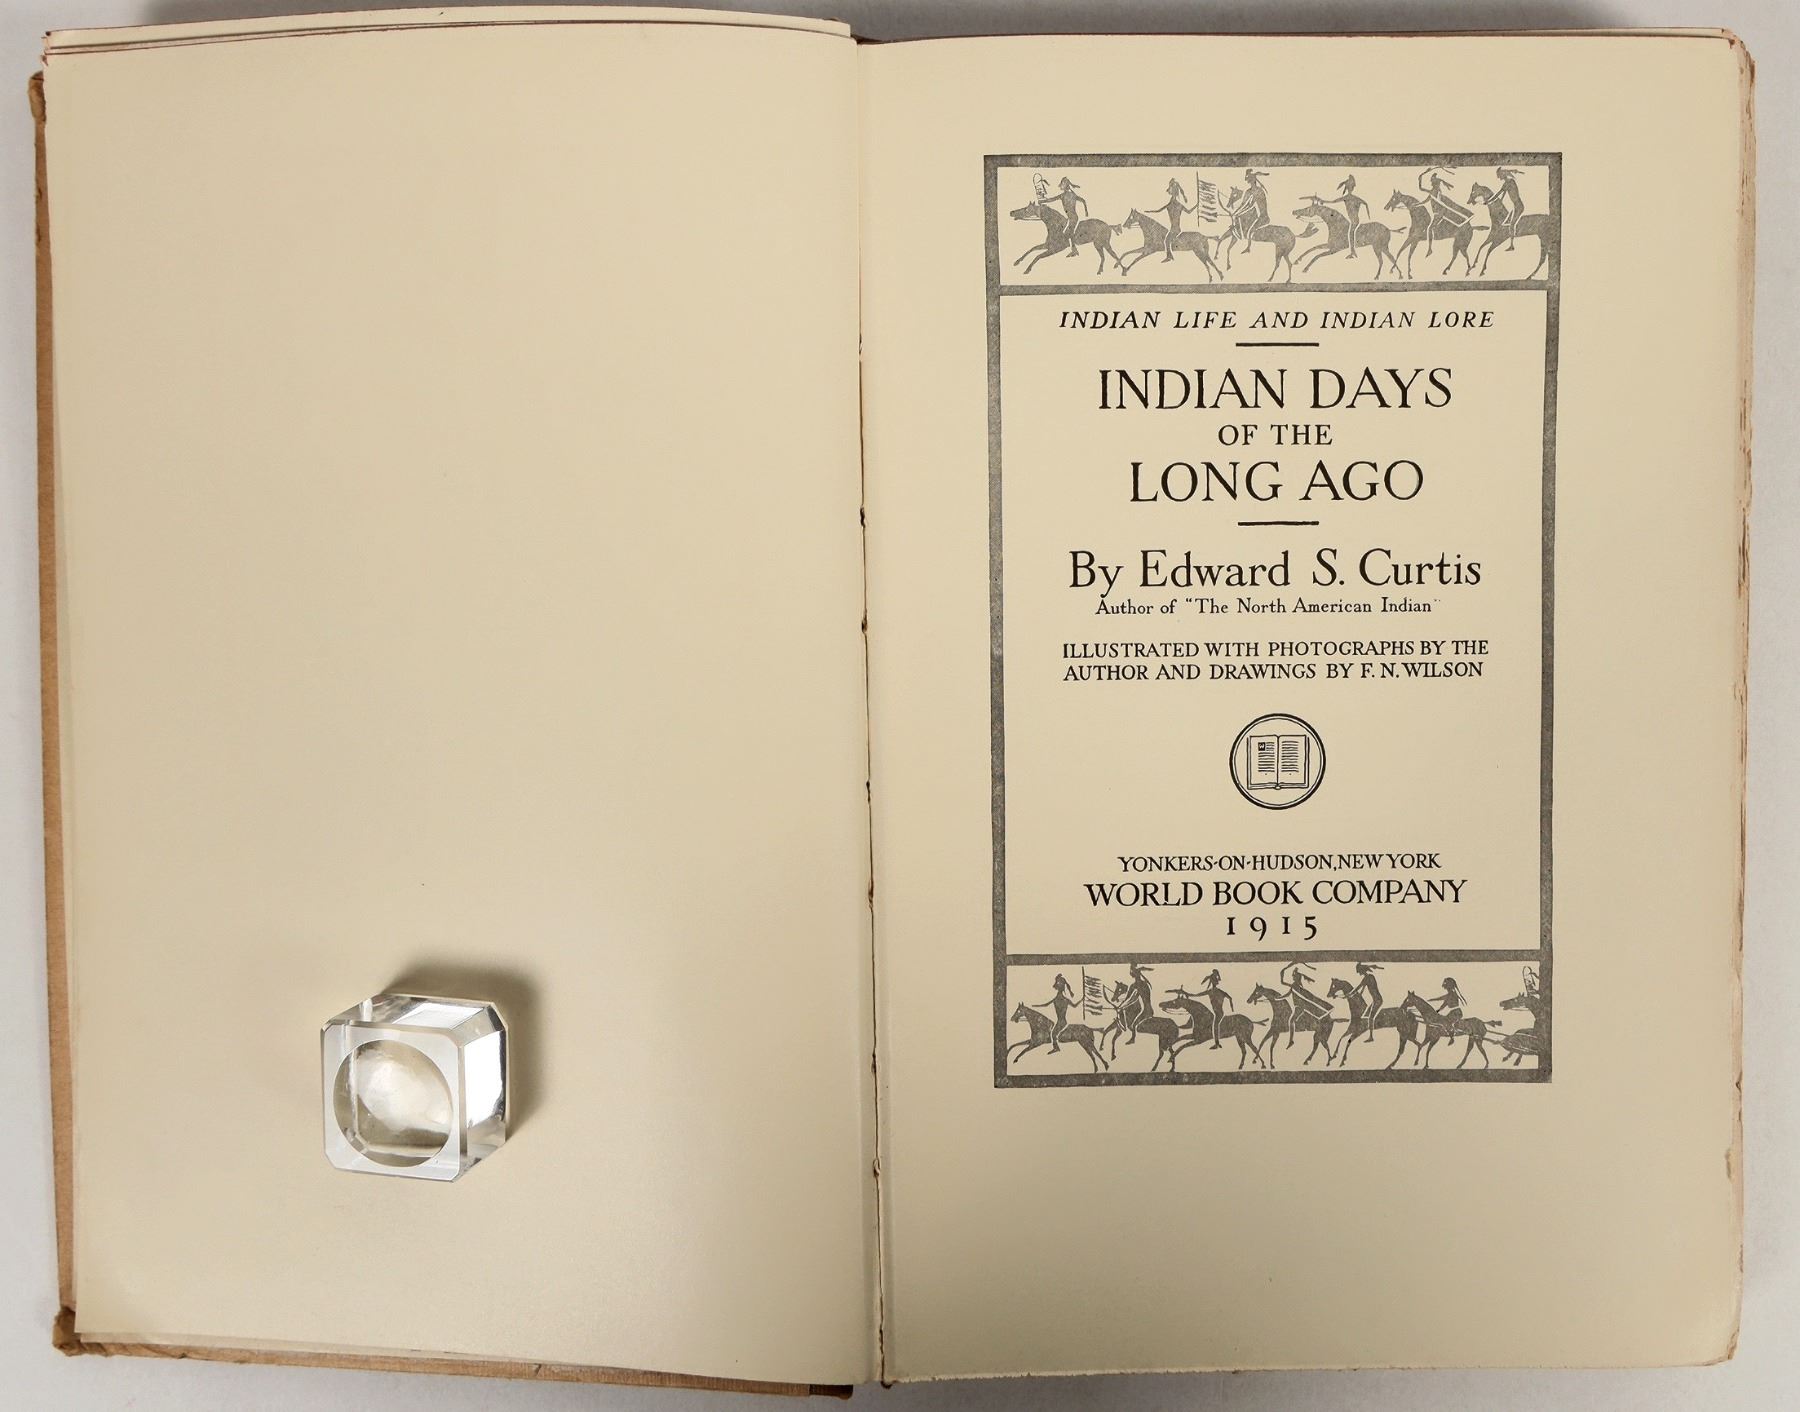 INDIAN LIFE AND INDIAN LORE
INDIAN DAYS
OF THE
LONG AGO
By Edward S. Curtis
Author of "The North American Indian"
ILLUSTRATED WITH PHOTOGRAPHS BY THE
AUTHOR AND DRAWINGS BY F. N. WILSON
YONKERS-ON-HUDSON, NEW YORK
WORLD BOOK COMPANY
1915